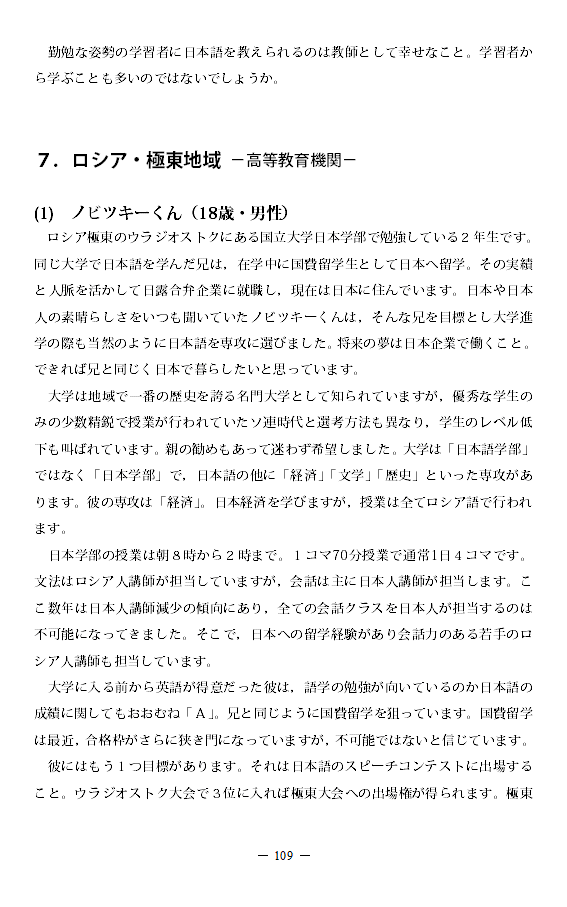 勤勉な姿勢の学習者に日本語を教えられるのは教師として幸せなこと。学習者か
ら学ぶことも多いのではないでしょうか。
7．ロシア・極東地域 －高等教育機関－
(1) ノビツキーくん（18歳・男性）
ロシア極東のウラジオストクにある国立大学日本学部で勉強している２年生です。
同じ大学で日本語を学んだ兄は，在学中に国費留学生として日本へ留学。その実績
と人脈を活かして日露合弁企業に就職し，現在は日本に住んでいます。日本や日本
人の素晴らしさをいつも聞いていたノビツキーくんは，そんな兄を目標とし大学進
学の際も当然のように日本語を専攻に選びました。将来の夢は日本企業で働くこと。
できれば兄と同じく日本で暮らしたいと思っています。
大学は地域で一番の歴史を誇る名門大学として知られていますが，優秀な学生の
みの少数精鋭で授業が行われていたソ連時代と選考方法も異なり，学生のレベル低
下も叫ばれています。親の勧めもあって迷わず希望しました。大学は「日本語学部」
ではなく「日本学部」で，日本語の他に「経済」「文学」「歴史」といった専攻があ
ります。彼の専攻は「経済」。日本経済を学びますが，授業は全てロシア語で行われ
ます。
日本学部の授業は朝８時から２時まで。１コマ70分授業で通常1日４コマです。
文法はロシア人講師が担当していますが，会話は主に日本人講師が担当します。こ
こ数年は日本人講師減少の傾向にあり，全ての会話クラスを日本人が担当するのは
不可能になってきました。そこで，日本への留学経験があり会話力のある若手のロ
シア人講師も担当しています。
大学に入る前から英語が得意だった彼は，語学の勉強が向いているのか日本語の
成績に関してもおおむね「Ａ」。兄と同じように国費留学を狙っています。国費留学
は最近，合格枠がさらに狭き門になっていますが，不可能ではないと信じています。
彼にはもう１つ目標があります。それは日本語のスピーチコンテストに出場する
こと。ウラジオストク大会で３位に入れば極東大会への出場権が得られます。極東
－ 109 －